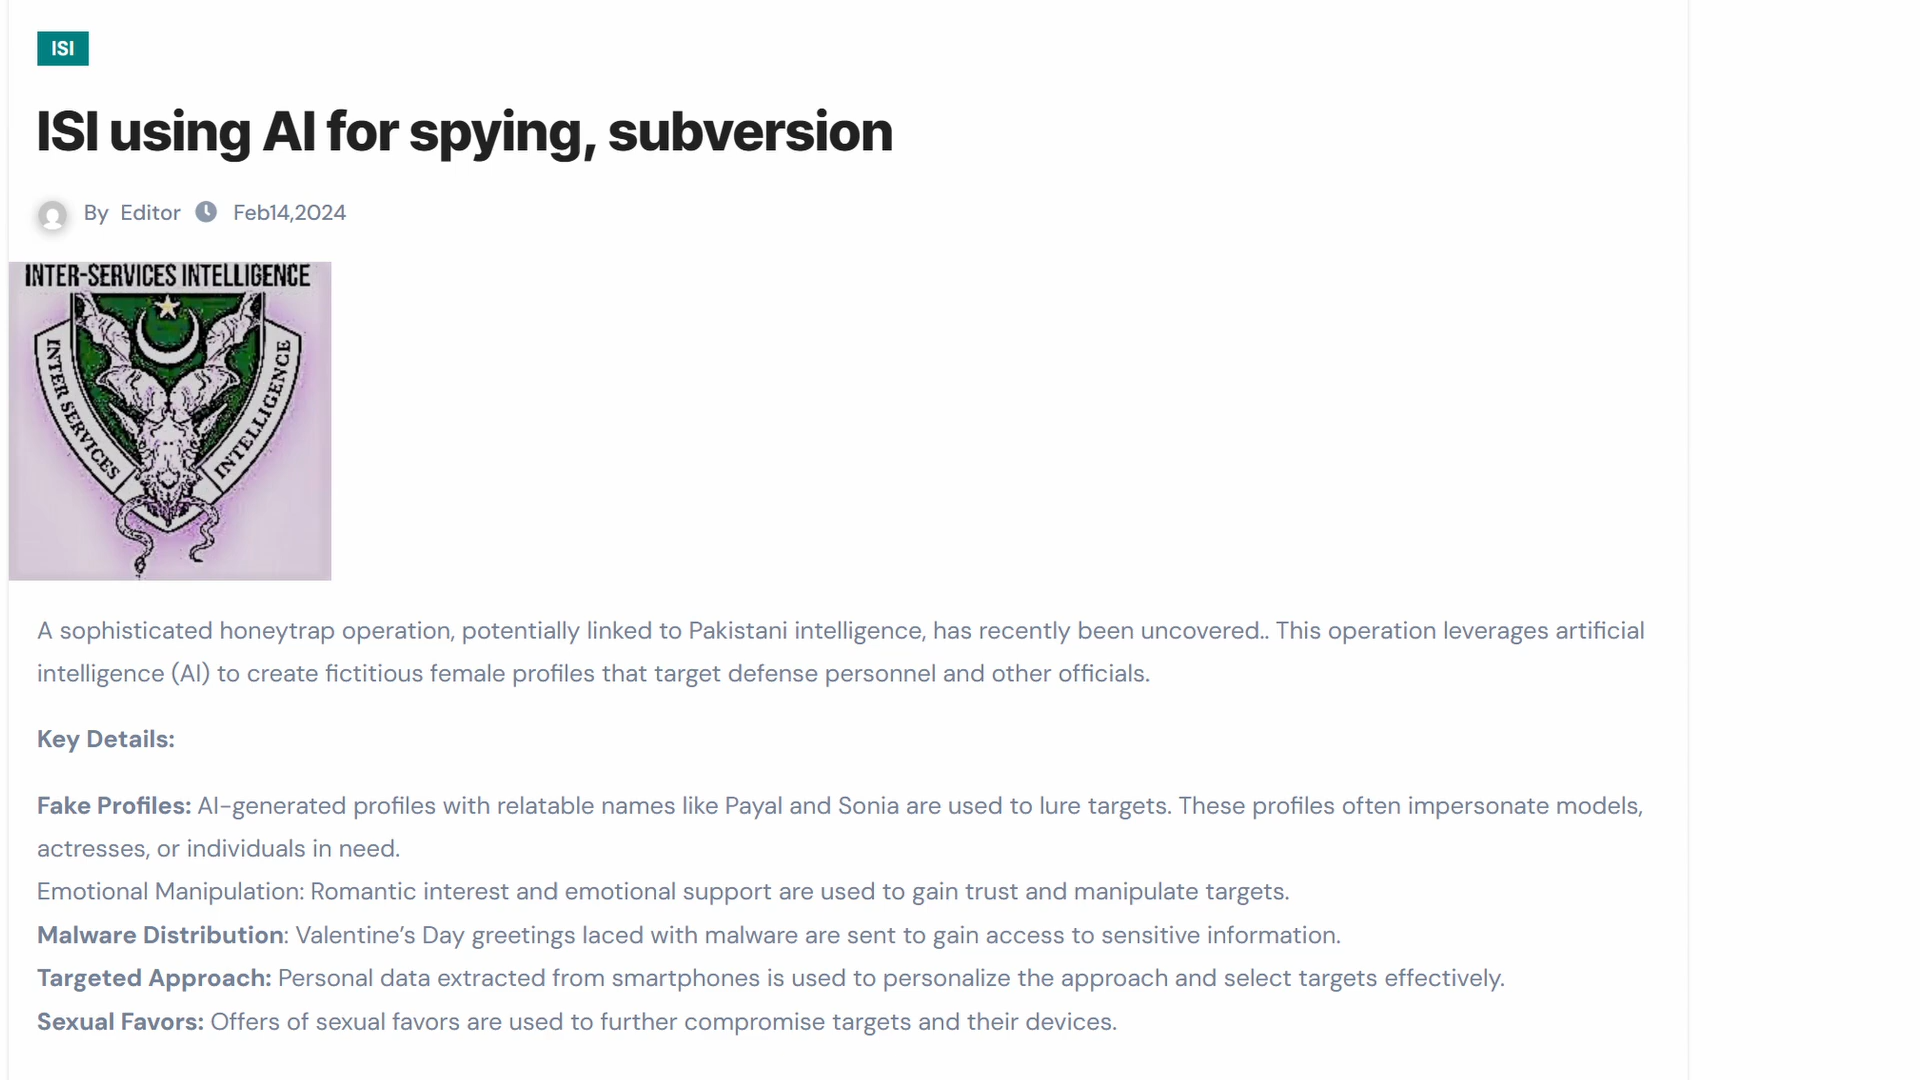 ISI
ISI using AI for spying, subversion
By Editor Feb14,2024
INTER-SERVICES INTELLIGENCE
INTER SERVICES
INTELLIGENCE
A sophisticated honeytrap operation, potentially linked to Pakistani intelligence, has recently been uncovered.. This operation leverages artificial
intelligence (AI) to create fictitious female profiles that target defense personnel and other officials.
Key Details:
Fake Profiles: AI-generated profiles with relatable names like Payal and Sonia are used to lure targets. These profiles often impersonate models,
actresses, or individuals in need.
Emotional Manipulation: Romantic interest and emotional support are used to gain trust and manipulate targets.
Malware Distribution: Valentine’s Day greetings laced with malware are sent to gain access to sensitive information.
Targeted Approach: Personal data extracted from smartphones is used to personalize the approach and select targets effectively.
Sexual Favors: Offers of sexual favors are used to further compromise targets and their devices.